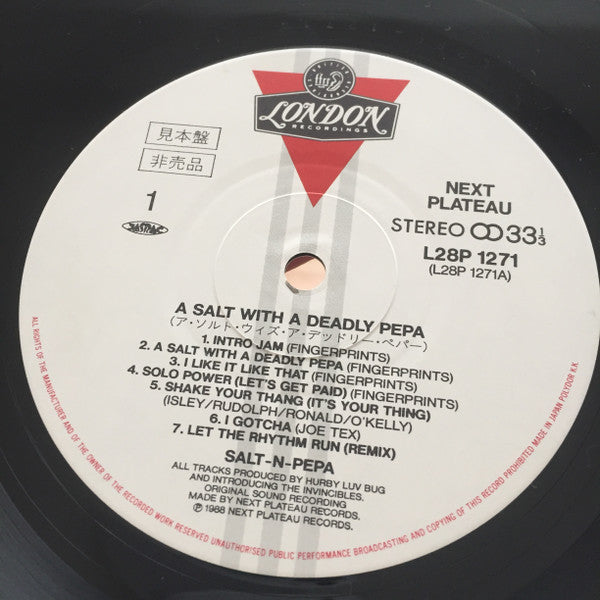 ffrr
LONDON
RECORDINGS
見本盤
非売品
1
JASRAC
NEXT
PLATEAU
STEREO 33 1/3
L28P 1271
(L28P 1271A)
A SALT WITH A DEADLY PEPA
(ア・ソルト・ウィズ・ア・デッドリー・ペパー)
1. INTRO JAM (FINGERPRINTS)
2. A SALT WITH A DEADLY PEPA (FINGERPRINTS)
3. I LIKE IT LIKE THAT (FINGERPRINTS)
4. SOLO POWER (LET'S GET PAID) (FINGERPRINTS)
5. SHAKE YOUR THANG (IT'S YOUR THING)
(ISLEY/RUDOLPH/RONALD/O'KELLY)
6. I GOTCHA (JOE TEX)
7. LET THE RHYTHM RUN (REMIX)
SALT-N-PEPA
ALL TRACKS PRODUCED BY HURBY LUV BUG
AND INTRODUCING THE INVINCIBLES.
ORIGINAL SOUND RECORDING
MADE BY NEXT PLATEAU RECORDS.
℗ 1988 NEXT PLATEAU RECORDS.
ALL RIGHTS OF THE MANUFACTURER AND OF THE OWNER OF THE RECORDED WORK RESERVED UNAUTHORISED PUBLIC PERFORMANCE BROADCASTING AND COPYING OF THIS RECORD PROHIBITED MADE IN JAPAN POLYDOR K.K.